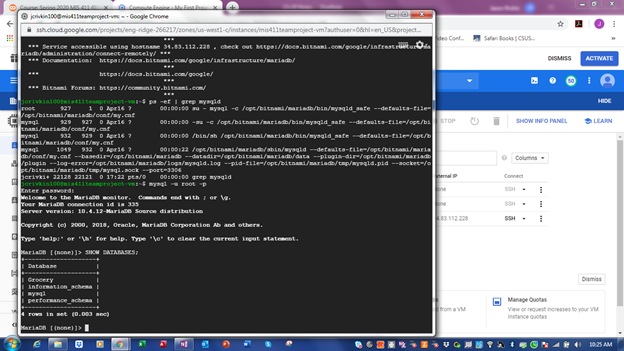 Course: Spring 2020 MIS 411 (0
Compute Engine - My First Proj
jcrivkin100@mis411teamproject-vm: ~ - Google Chrome
ssh.cloud.google.com/projects/eng-ridge-266217/zones/us-west1-c/instances/mis411teamproject-vm?authuser=0&hl=en_US&project...
*** Service accessible using hostname 34.83.112.228 , check out https://docs.bitnami.com/google/infrastructure/ma
riadb/administration/connect-remotely/ ***
*** Documentation: https://docs.bitnami.com/google/infrastructure/mariadb/
***
*** https://docs.bitnami.com/google/ ***
*** Bitnami Forums: https://community.bitnami.com/
***
jcrivkin100@mis411teamproject-vm:~$ ps -ef | grep mysqld
root 927 1 0 Apr16 ? 00:00:00 su - mysql -c /opt/bitnami/mariadb/bin/mysqld_safe --defaults-file=
/opt/bitnami/mariadb/conf/my.cnf
mysql 929 927 0 Apr16 ? 00:00:00 -su -c /opt/bitnami/mariadb/bin/mysqld_safe --defaults-file=/opt/b
itnami/mariadb/conf/my.cnf
mysql 932 929 0 Apr16 ? 00:00:00 /bin/sh /opt/bitnami/mariadb/bin/mysqld_safe --defaults-file=/opt/
bitnami/mariadb/conf/my.cnf
mysql 932 0 Apr16 ? 00:00:22 /opt/bitnami/mariadb/sbin/mysqld --defaults-file=/opt/bitnami/mari
adb/conf/my.cnf --basedir=/opt/bitnami/mariadb --datadir=/opt/bitnami/mariadb/data --plugin-dir=/opt/bitnami/mariadb
/plugin --log-error=/opt/bitnami/mariadb/logs/mysqld.log --pid-file=/opt/bitnami/mariadb/tmp/mysqld.pid --socket=/o
pt/bitnami/mariadb/tmp/mysql.sock --port=3306
jcrivki+ 22128 22121 0 17:22 pts/0 00:00:00 grep mysqld
jcrivkin100@mis411teamproject-vm:~$ mysql -u root -p
Enter password:
Welcome to the MariaDB monitor. Commands end with ; or \g.
Your MariaDB connection id is 335
Server version: 10.4.12-MariaDB Source distribution
Copyright (c) 2000, 2018, Oracle, MariaDB Corporation Ab and others.
Type 'help;' or '\h' for help. Type '\c' to clear the current input statement.
MariaDB [(none)]> SHOW DATABASES;
+--------------------+
| Database |
+--------------------+
| Grocery |
| information_schema |
| mysql |
| performance_schema |
+--------------------+
4 rows in set (0.003 sec)
MariaDB [(none)]>
Video Conf
Safari Books (CSUS...
DISMISS
ACTIVATE
50
HIDE
STOP
SHOW INFO PANEL
LEARN
Columns
Connect
SSH
SSH
4.83.112.228
SSH
Dismiss
Manage Quotas
View or request increases to your VM
instance quotas
from a VM
10:25 AM